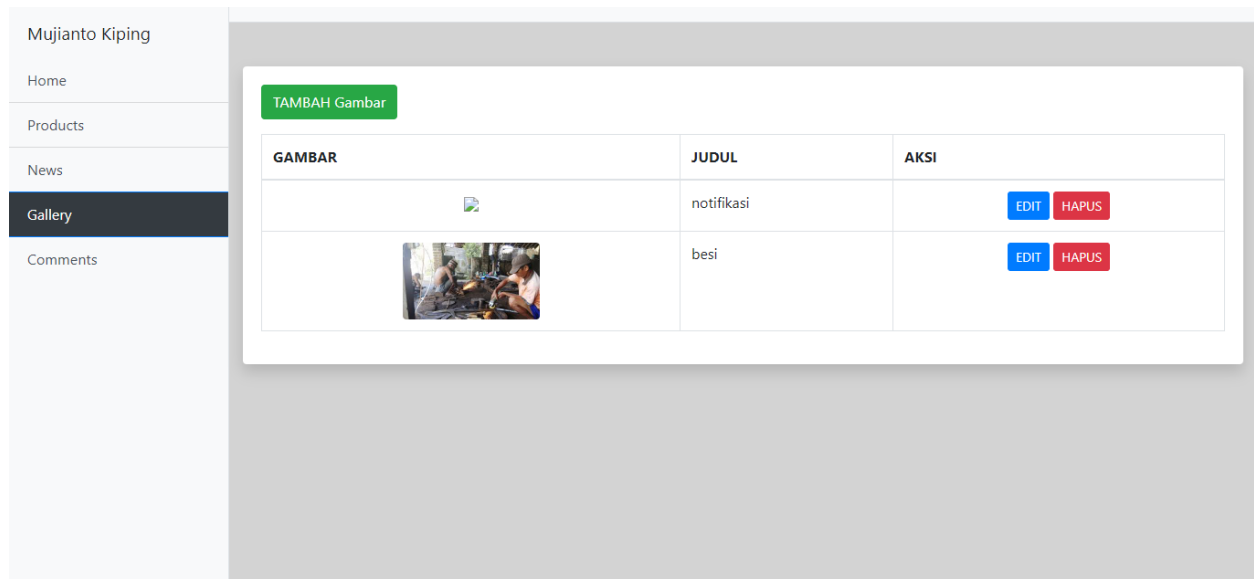 Mujianto Kiping
Home
Products
News
Gallery
Comments
TAMBAH Gambar
GAMBAR JUDUL AKSI
notifikasi EDIT HAPUS
besi EDIT HAPUS